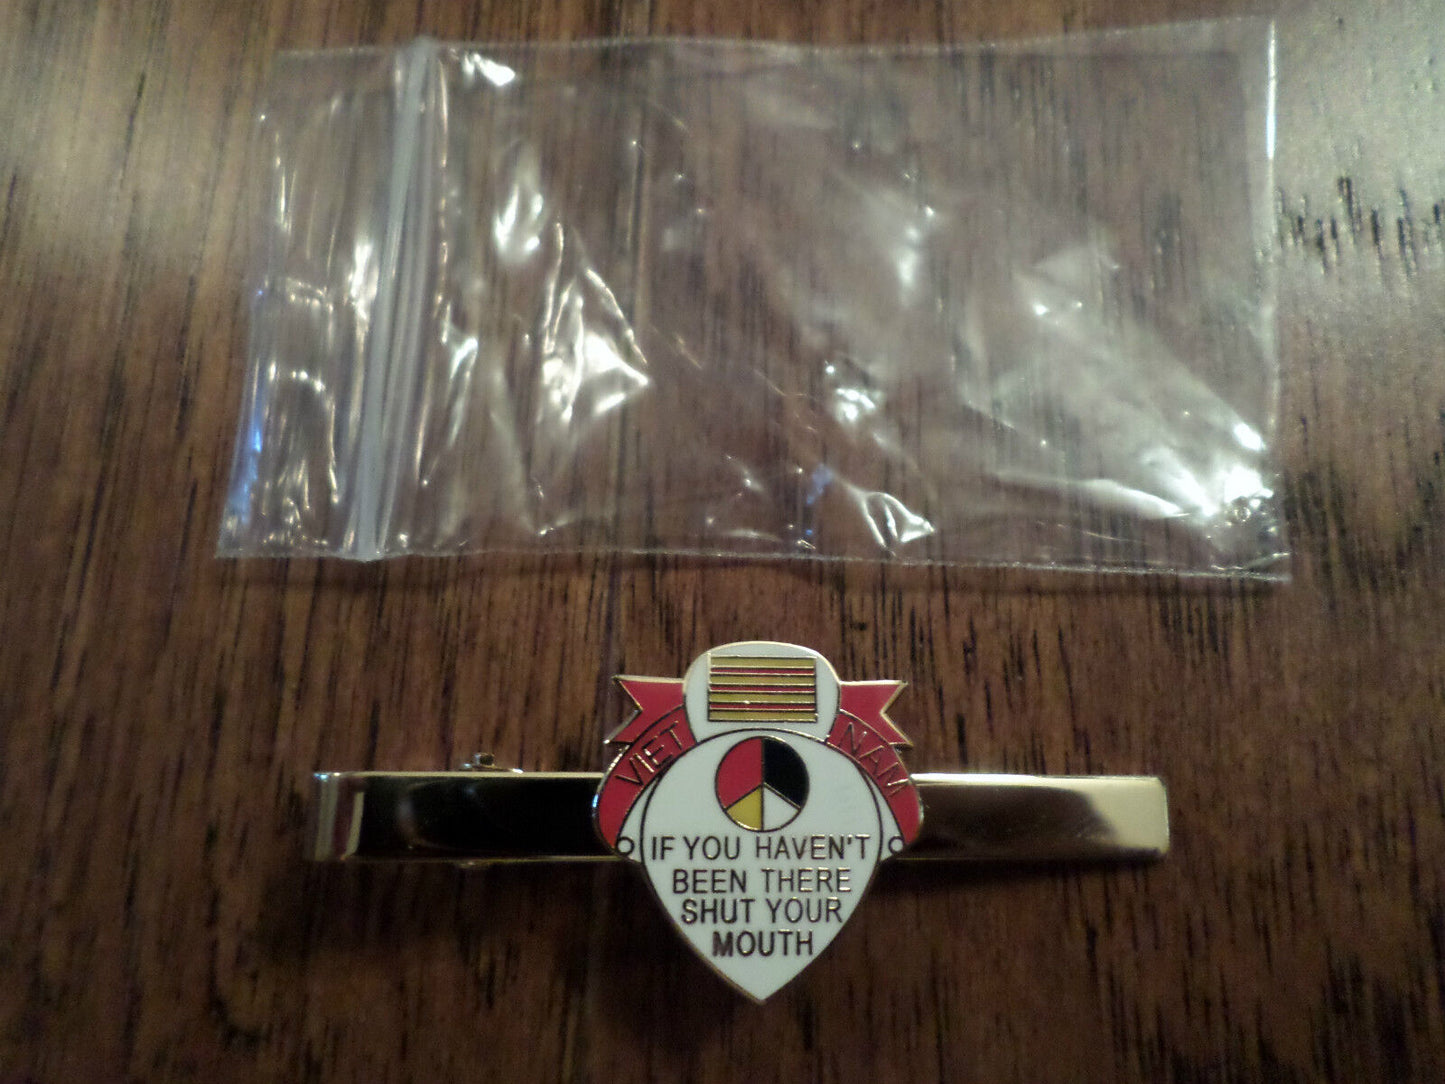 VIET NAM
IF YOU HAVEN'T
BEEN THERE
SHUT YOUR
MOUTH